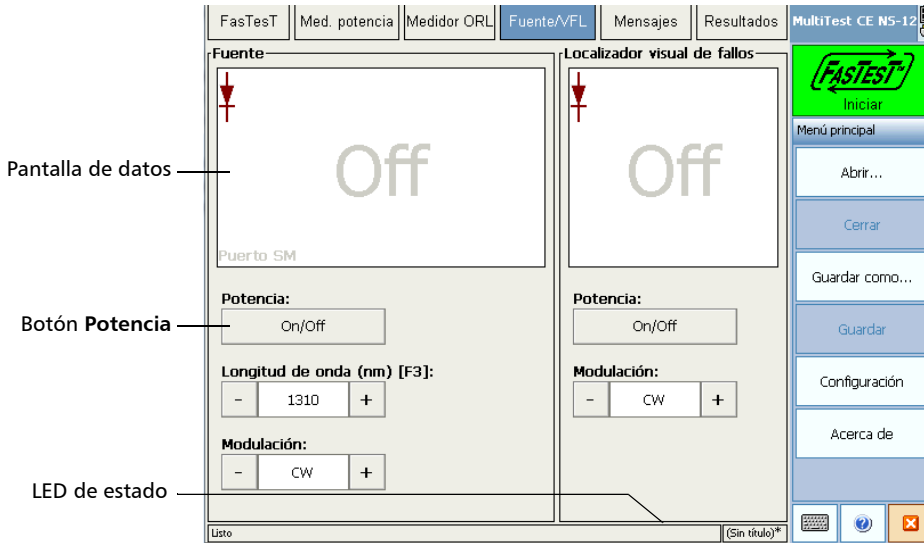 FasTesT Med. potencia Medidor ORL Fuente/VFL Mensajes Resultados MultiTest CE NS-12
Fuente
Off
Puerto SM
Potencia:
On/Off
Longitud de onda (nm) [F3]:
- 1310 +
Modulación:
- CW +
Localizador visual de fallos
Off
Potencia:
On/Off
Modulación:
- CW +
FASTEST™
Iniciar
Menú principal
Abrir...
Cerrar
Guardar como...
Guardar
Configuración
Acerca de
Listo
(Sin título)*
Pantalla de datos
Botón Potencia
LED de estado